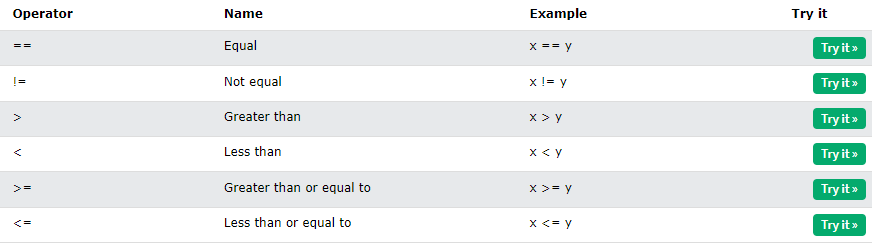 Operator Name Example Try it
== Equal x == y Try it »
!= Not equal x != y Try it »
> Greater than x > y Try it »
< Less than x < y Try it »
>= Greater than or equal to x >= y Try it »
<= Less than or equal to x <= y Try it »